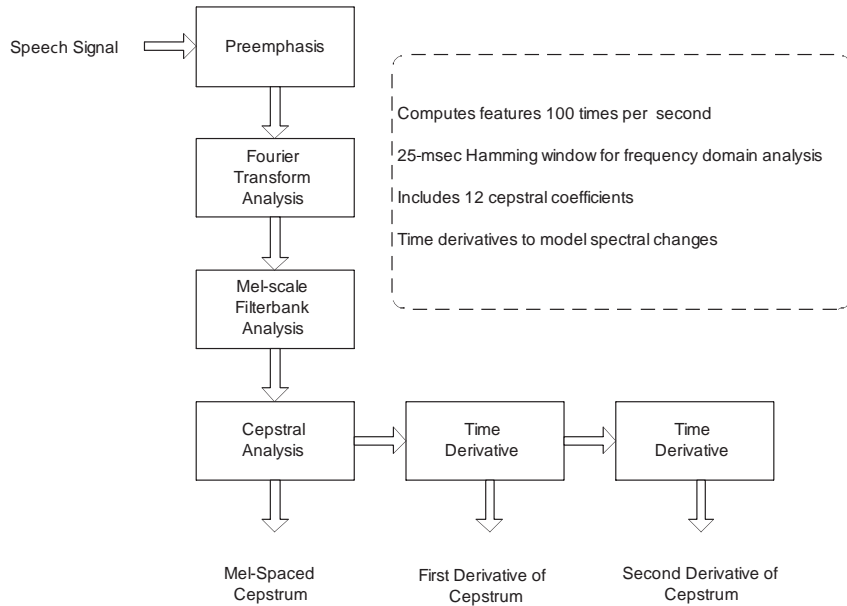 Speech Signal
Preemphasis
Computes features 100 times per second
25-msec Hamming window for frequency domain analysis
Includes 12 cepstral coefficients
Time derivatives to model spectral changes
Fourier
Transform
Analysis
Mel-scale
Filterbank
Analysis
Cepstral
Analysis
Time
Derivative
Time
Derivative
Mel-Spaced
Cepstrum
First Derivative of
Cepstrum
Second Derivative of
Cepstrum